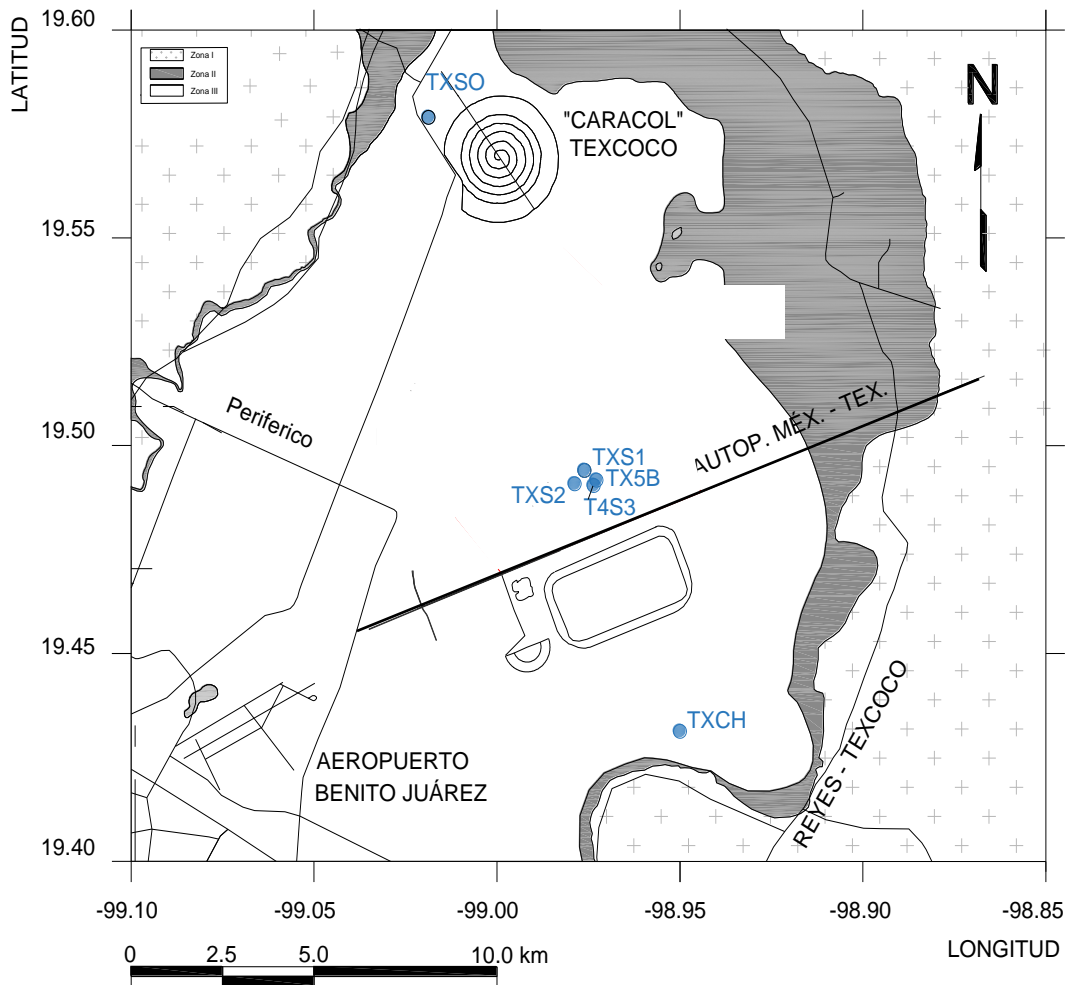 LATITUD
19.60
19.55
19.50
19.45
19.40
Zona I
Zona II
Zona III
TXSO
"CARACOL"
TEXCOCO
N
Periferico
AUTOP. MÉX. - TEX.
TXS1
TX5B
TXS2
T4S3
TXCH
REYES - TEXCOCO
AEROPUERTO
BENITO JUÁREZ
-99.10
-99.05
-99.00
-98.95
-98.90
-98.85
LONGITUD
0
2.5
5.0
10.0 km